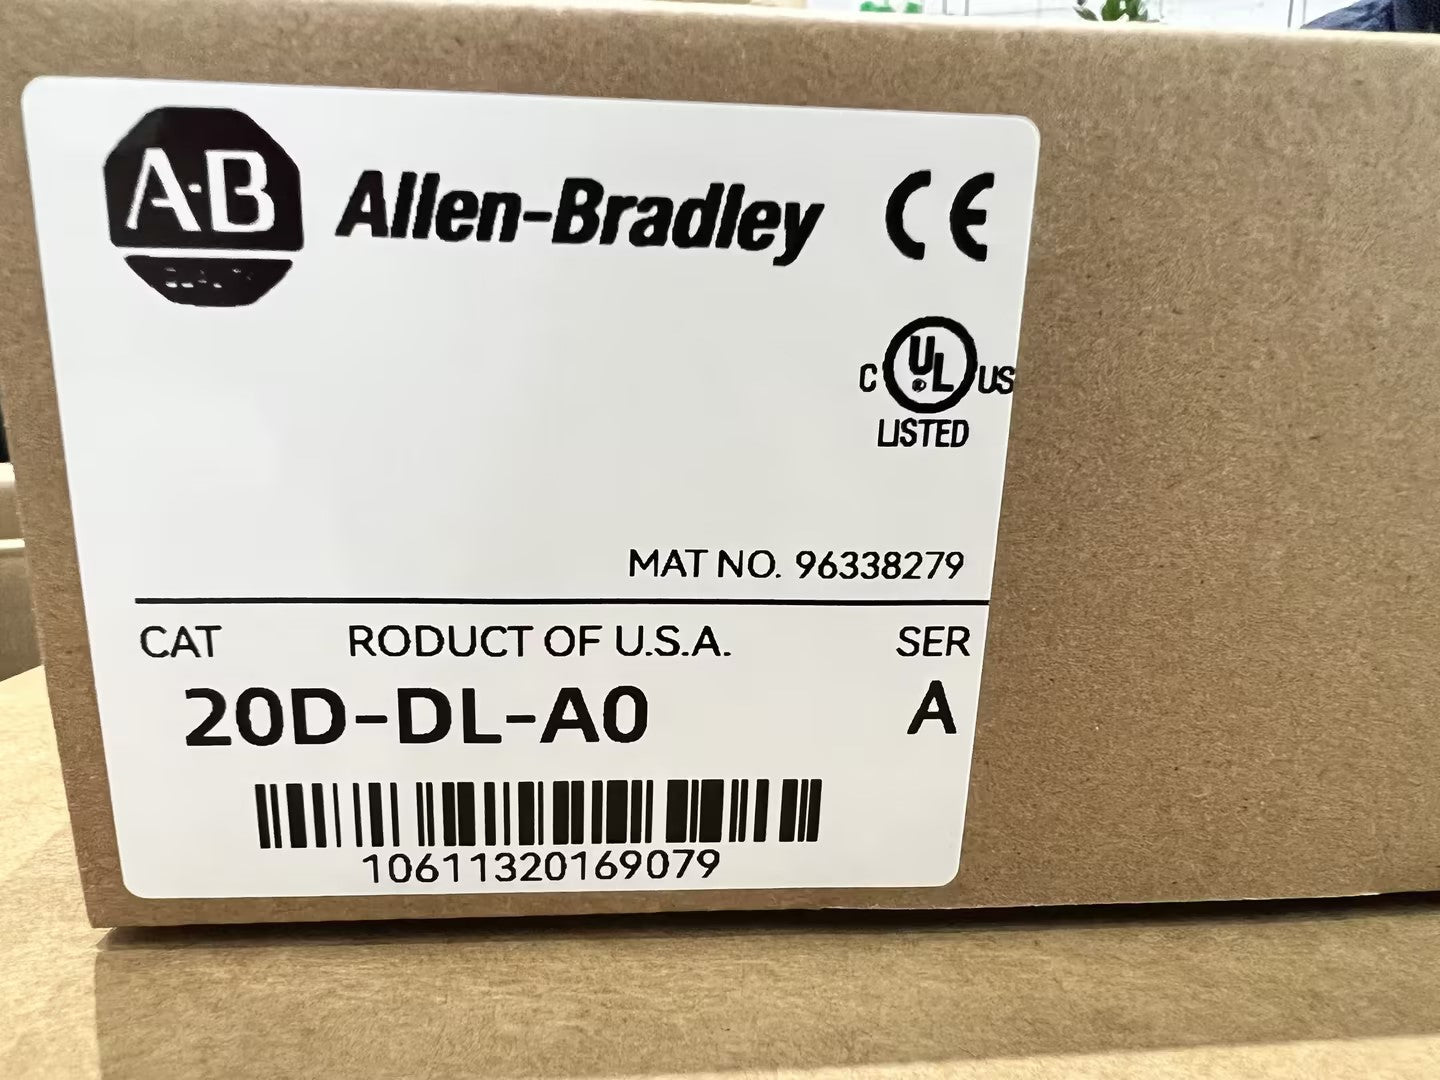 A-B Allen-Bradley CE
C UL US
LISTED
MAT NO. 96338279
CAT RODUCT OF U.S.A. SER
20D-DL-A0 A
10611320169079